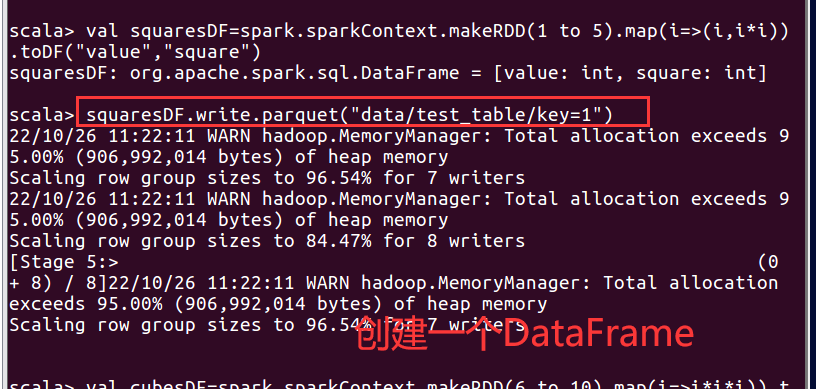 scala> val squaresDF=spark.sparkContext.makeRDD(1 to 5).map(i=>(i,i*i))
.toDF("value","square")
squaresDF: org.apache.spark.sql.DataFrame = [value: int, square: int]
scala> squaresDF.write.parquet("data/test_table/key=1")
22/10/26 11:22:11 WARN hadoop.MemoryManager: Total allocation exceeds 9
5.00% (906,992,014 bytes) of heap memory
Scaling row group sizes to 96.54% for 7 writers
22/10/26 11:22:11 WARN hadoop.MemoryManager: Total allocation exceeds 9
5.00% (906,992,014 bytes) of heap memory
Scaling row group sizes to 84.47% for 8 writers
[Stage 5:> (0
+ 8) / 8]22/10/26 11:22:11 WARN hadoop.MemoryManager: Total allocation
exceeds 95.00% (906,992,014 bytes) of heap memory
Scaling row group sizes to 96.54% for 7 writers
创建一个DataFrame
scala> val cubesDF=spark.sparkContext.makeRDD(6 to 10).map(i=>i*i*i)).t